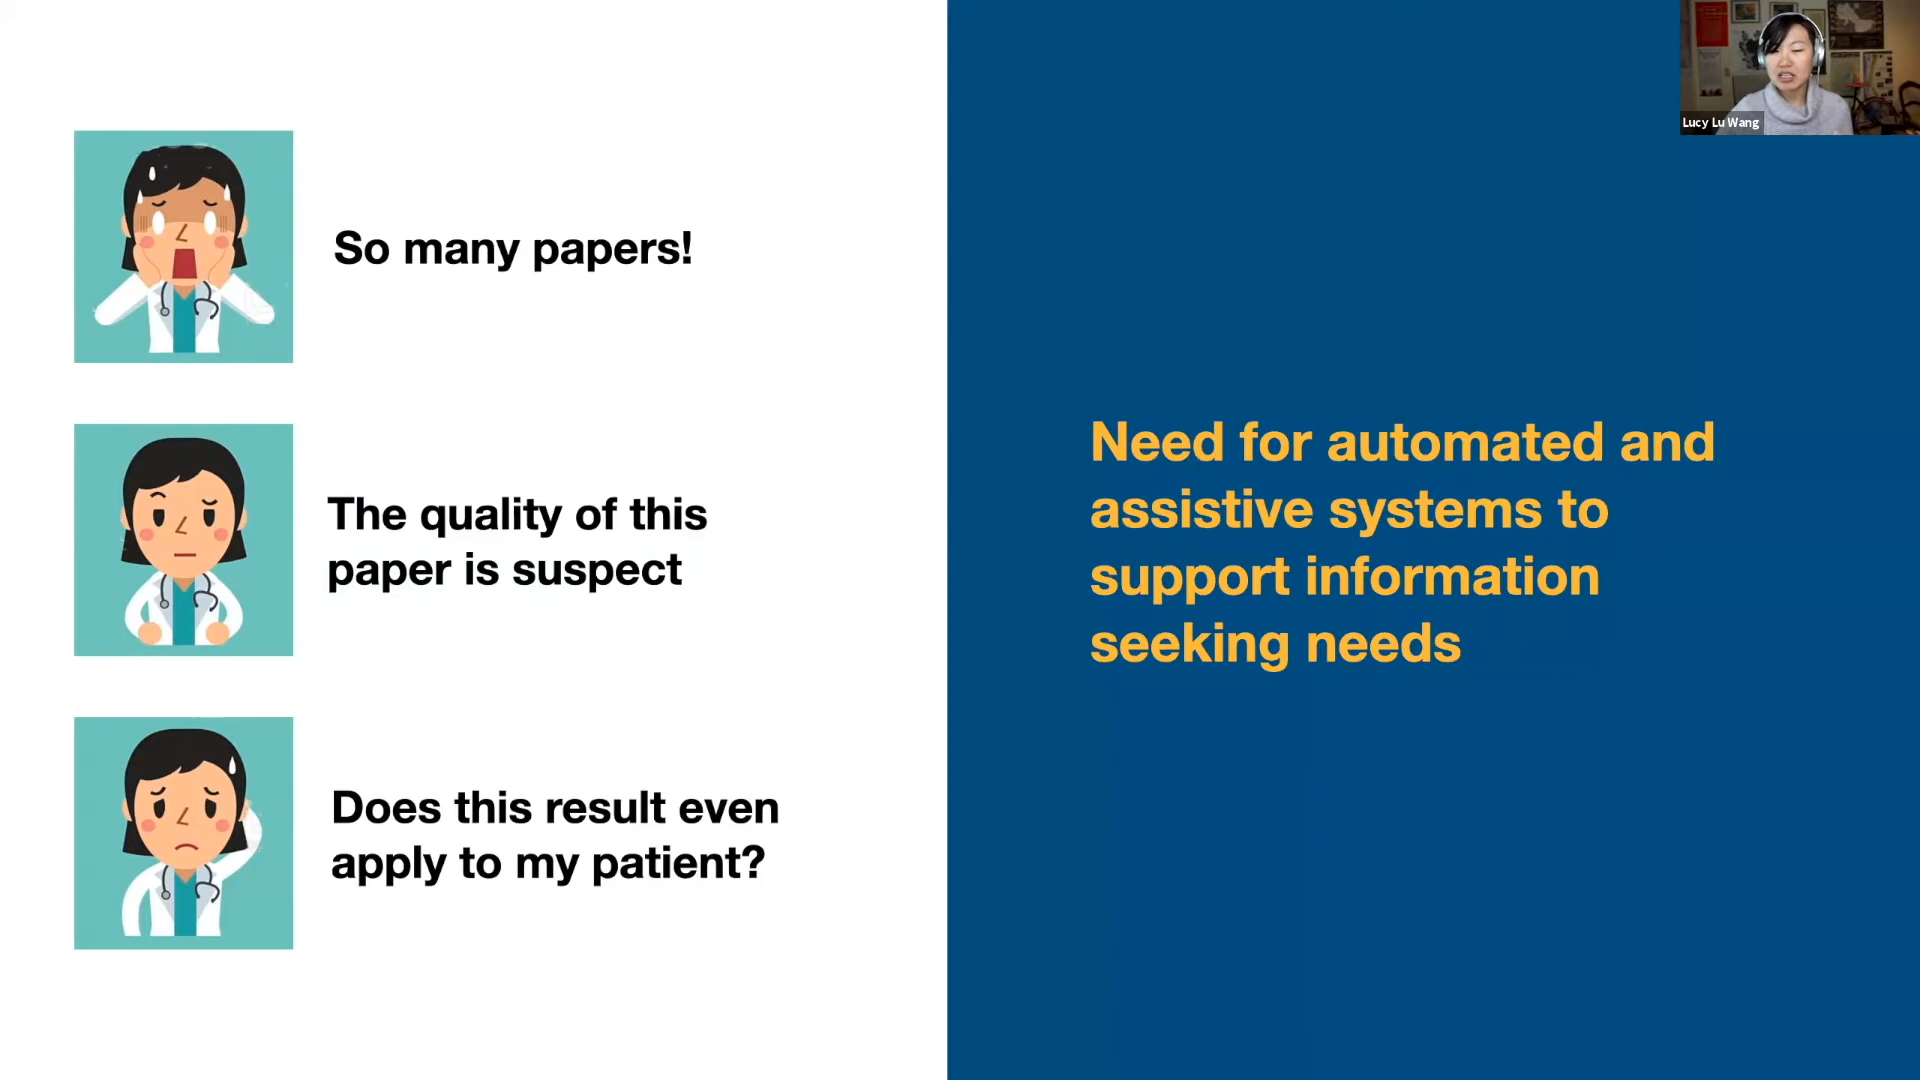 So many papers!
The quality of this
paper is suspect
Does this result even
apply to my patient?
Need for automated and
assistive systems to
support information
seeking needs
Lucy Lu Wang